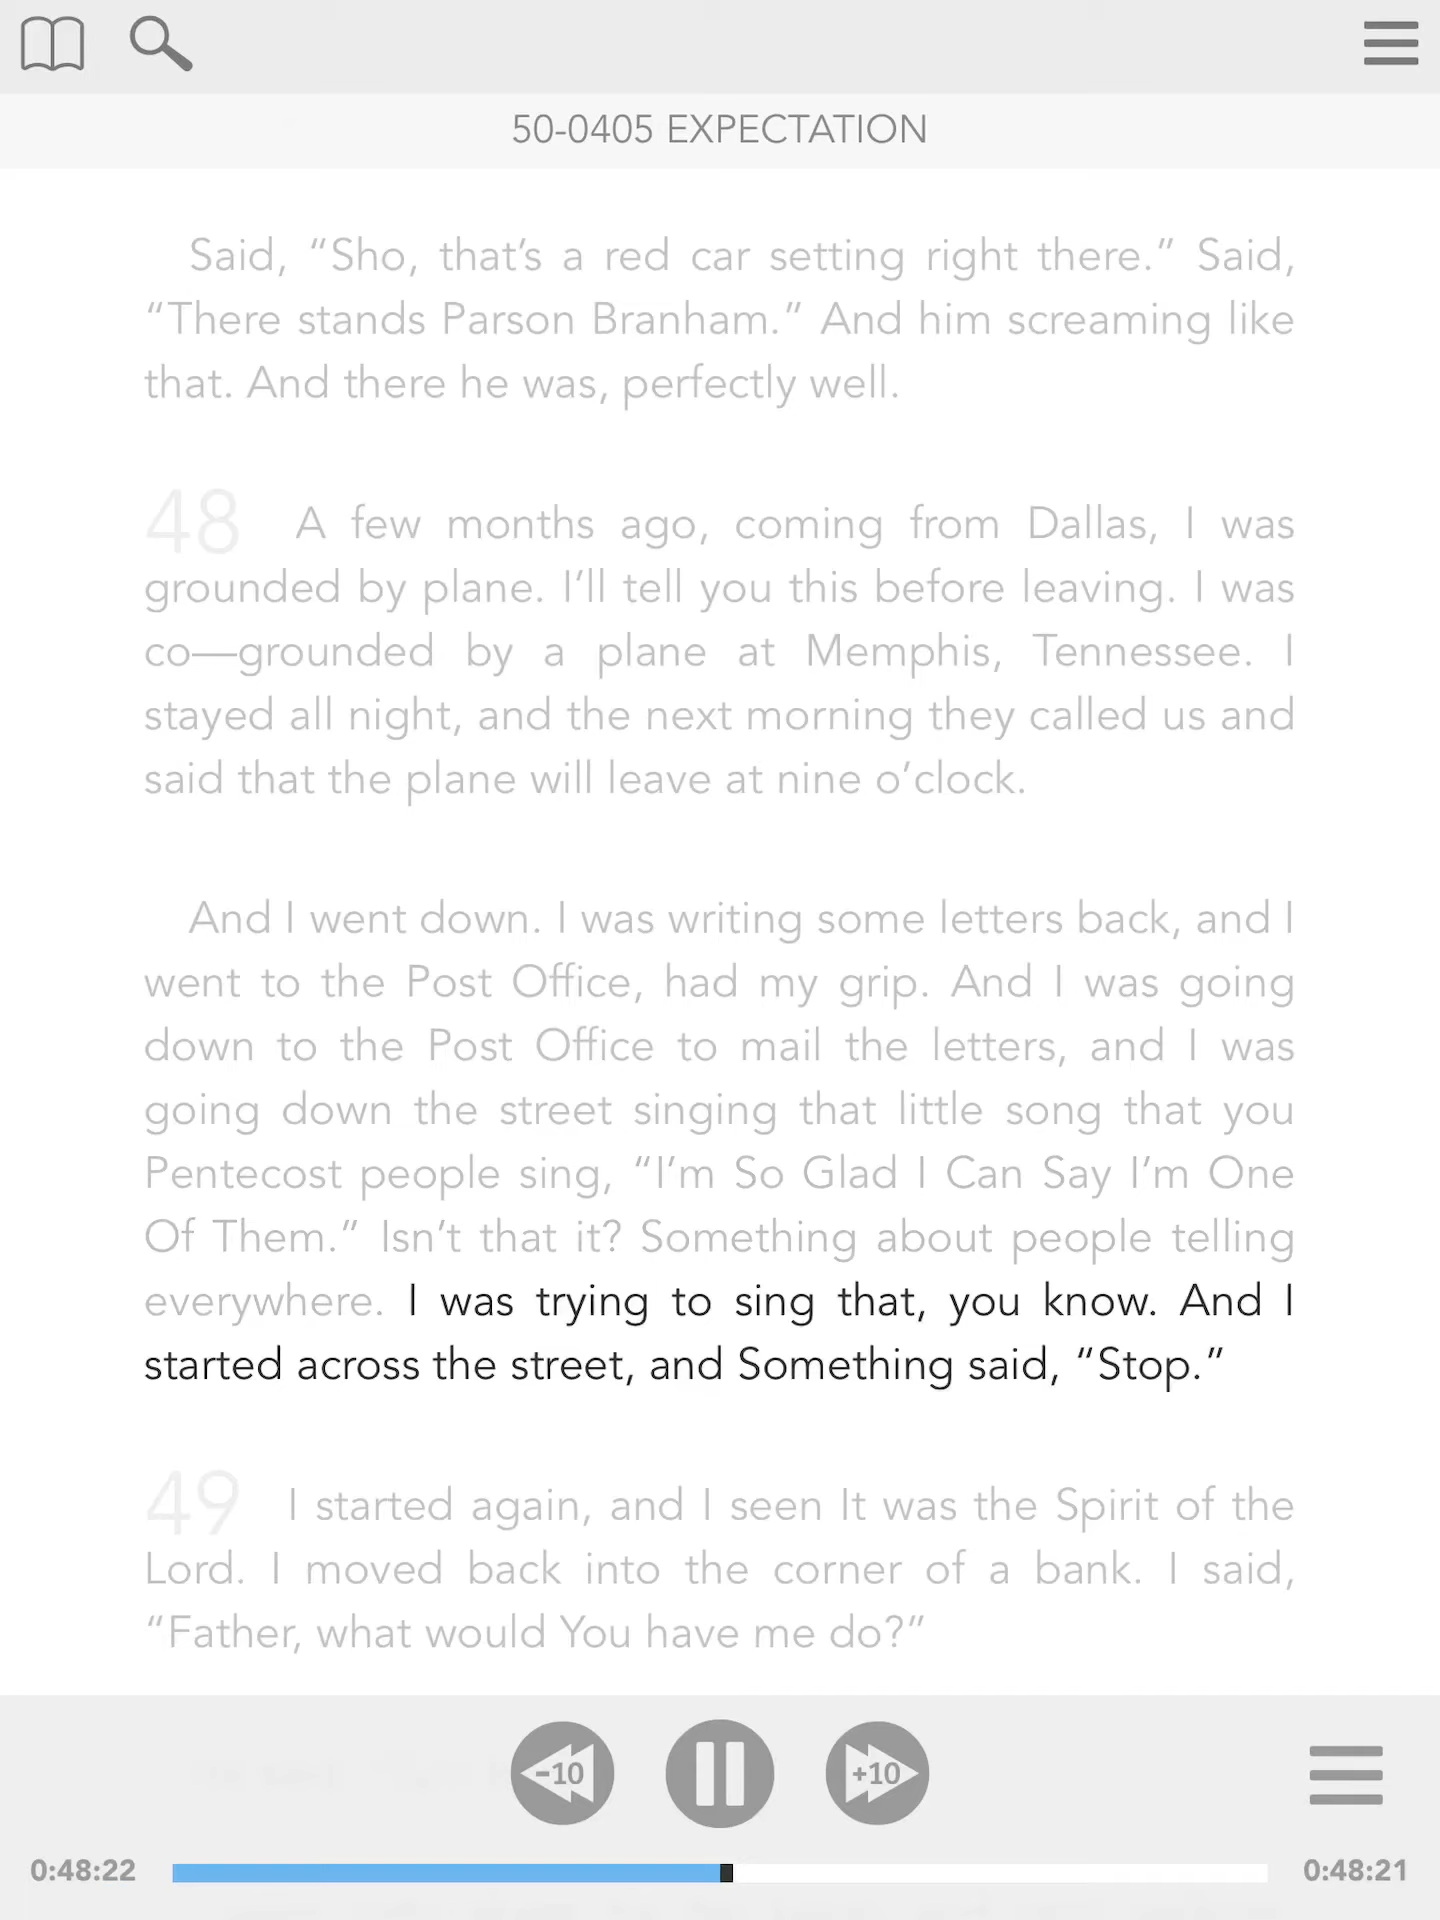 50-0405 EXPECTATION
Said, “Sho, that’s a red car setting right there.” Said,
“There stands Parson Branham.” And him screaming like
that. And there he was, perfectly well.
48 A few months ago, coming from Dallas, I was
grounded by plane. I’ll tell you this before leaving. I was
co—grounded by a plane at Memphis, Tennessee. I
stayed all night, and the next morning they called us and
said that the plane will leave at nine o’clock.
And I went down. I was writing some letters back, and I
went to the Post Office, had my grip. And I was going
down to the Post Office to mail the letters, and I was
going down the street singing that little song that you
Pentecost people sing, “I’m So Glad I Can Say I’m One
Of Them.” Isn’t that it? Something about people telling
everywhere. I was trying to sing that, you know. And I
started across the street, and Something said, “Stop.”
49 I started again, and I seen It was the Spirit of the
Lord. I moved back into the corner of a bank. I said,
“Father, what would You have me do?”
-10 +10
0:48:22 0:48:21